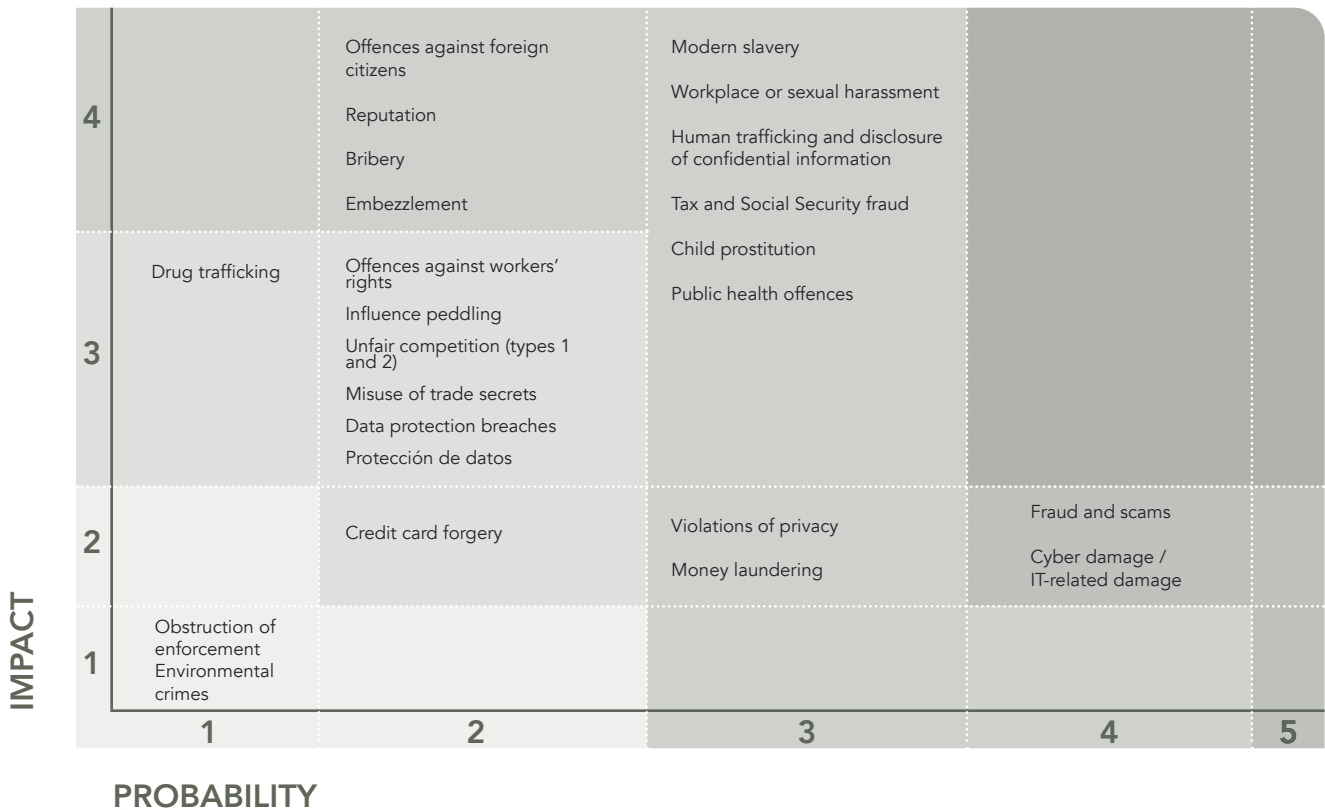 IMPACT
4
Offences against foreign
citizens
Reputation
Bribery
Embezzlement
Modern slavery
Workplace or sexual harassment
Human trafficking and disclosure
of confidential information
Tax and Social Security fraud
Child prostitution
Public health offences
3
Drug trafficking
Offences against workers’
rights
Influence peddling
Unfair competition (types 1
and 2)
Misuse of trade secrets
Data protection breaches
Protección de datos
2
Credit card forgery
Violations of privacy
Money laundering
Fraud and scams
Cyber damage /
IT-related damage
1
Obstruction of
enforcement
Environmental
crimes
1
2
3
4
5
PROBABILITY